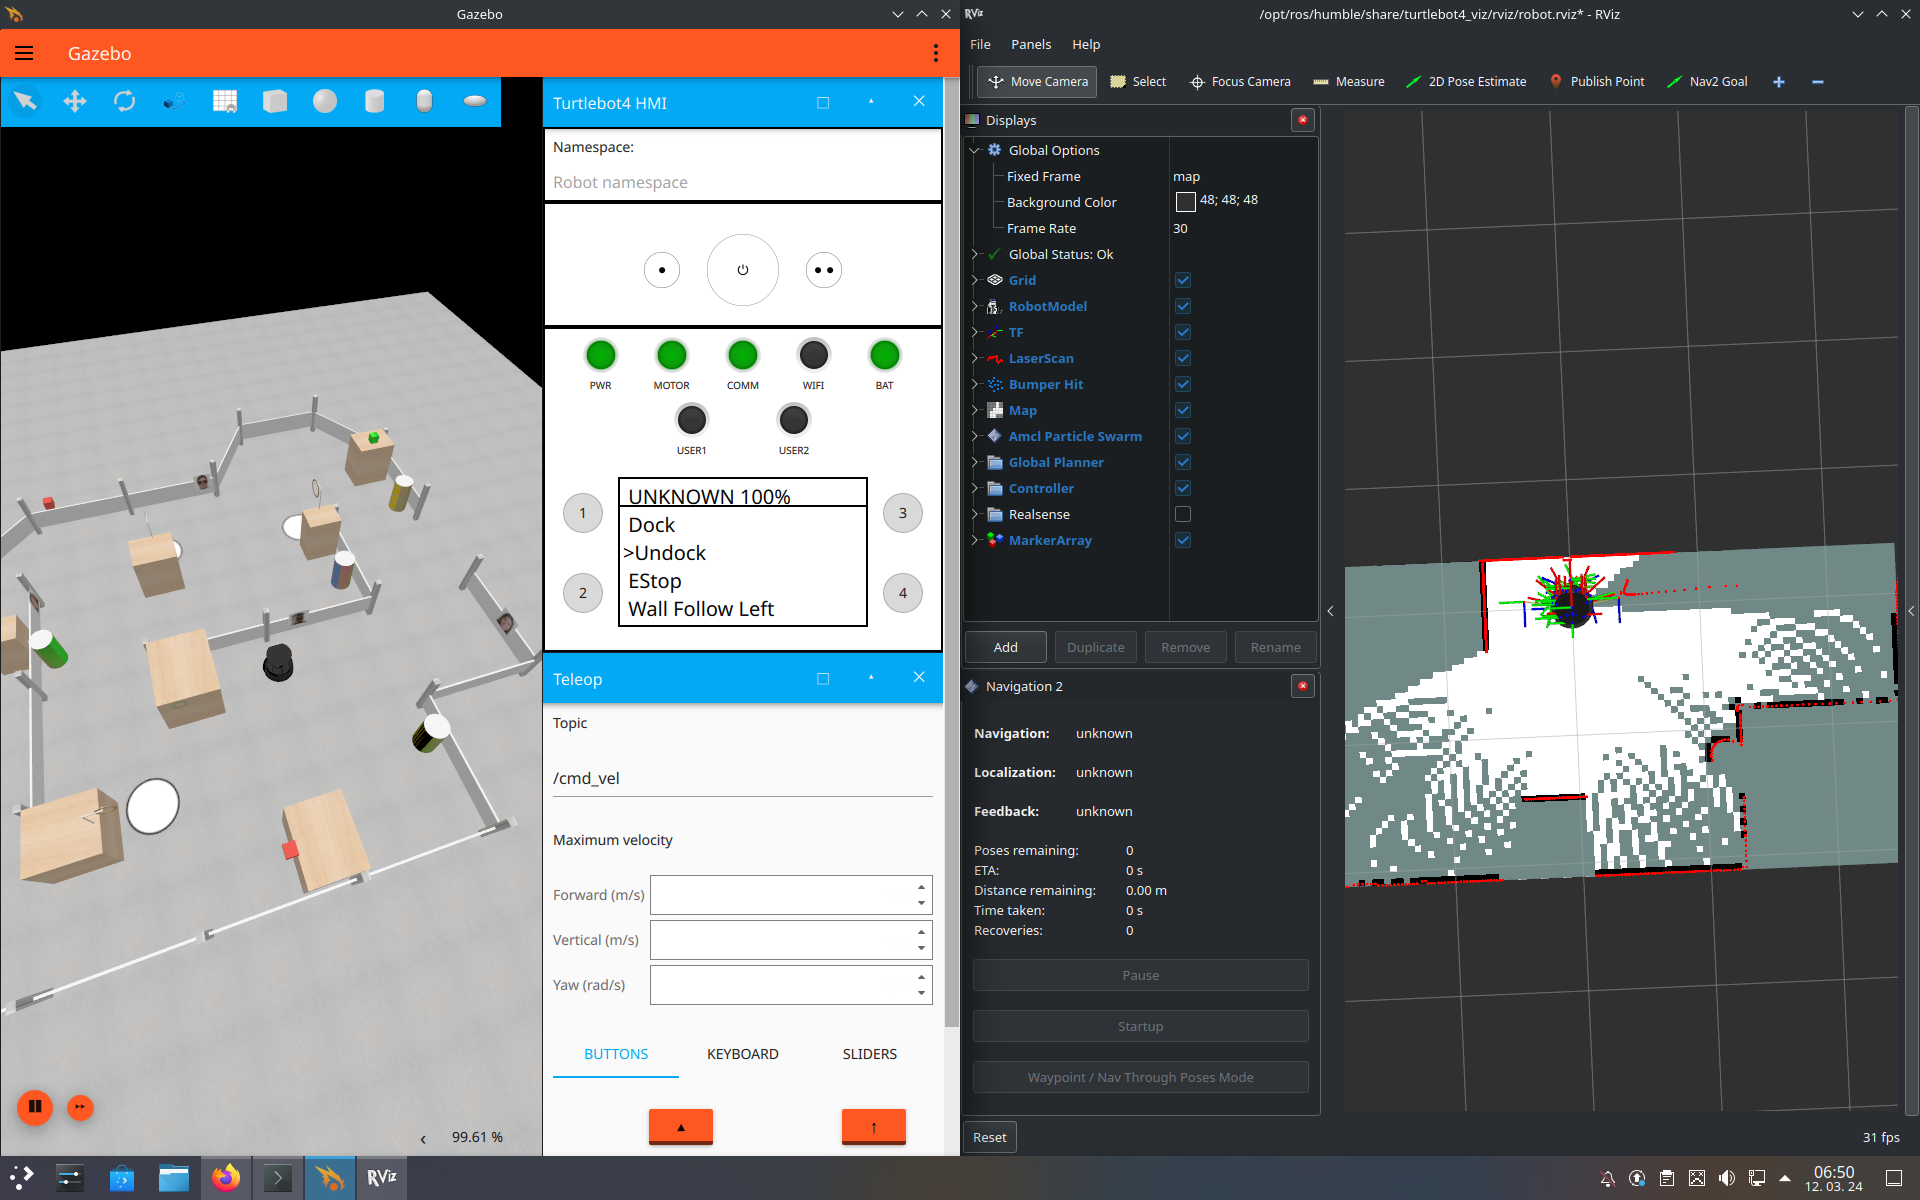 Gazebo
Gazebo
Turtlebot4 HMI
Namespace:
Robot namespace
PWR
MOTOR
COMM
WIFI
BAT
USER1
USER2
1
2
3
4
UNKNOWN 100%
Dock
>Undock
EStop
Wall Follow Left
Teleop
Topic
/cmd_vel
Maximum velocity
Forward (m/s)
Vertical (m/s)
Yaw (rad/s)
BUTTONS
KEYBOARD
SLIDERS
99.61 %
RViz
/opt/ros/humble/share/turtlebot4_viz/rviz/robot.rviz* - RViz
File
Panels
Help
Move Camera
Select
Focus Camera
Measure
2D Pose Estimate
Publish Point
Nav2 Goal
Displays
Global Options
Fixed Frame
map
Background Color
48; 48; 48
Frame Rate
30
Global Status: Ok
Grid
RobotModel
TF
LaserScan
Bumper Hit
Map
Amcl Particle Swarm
Global Planner
Controller
Realsense
MarkerArray
Add
Duplicate
Remove
Rename
Navigation 2
Navigation: unknown
Localization: unknown
Feedback: unknown
Poses remaining: 0
ETA: 0 s
Distance remaining: 0.00 m
Time taken: 0 s
Recoveries: 0
Pause
Startup
Waypoint / Nav Through Poses Mode
Reset
31 fps
RViz
06:50
12. 03. 24